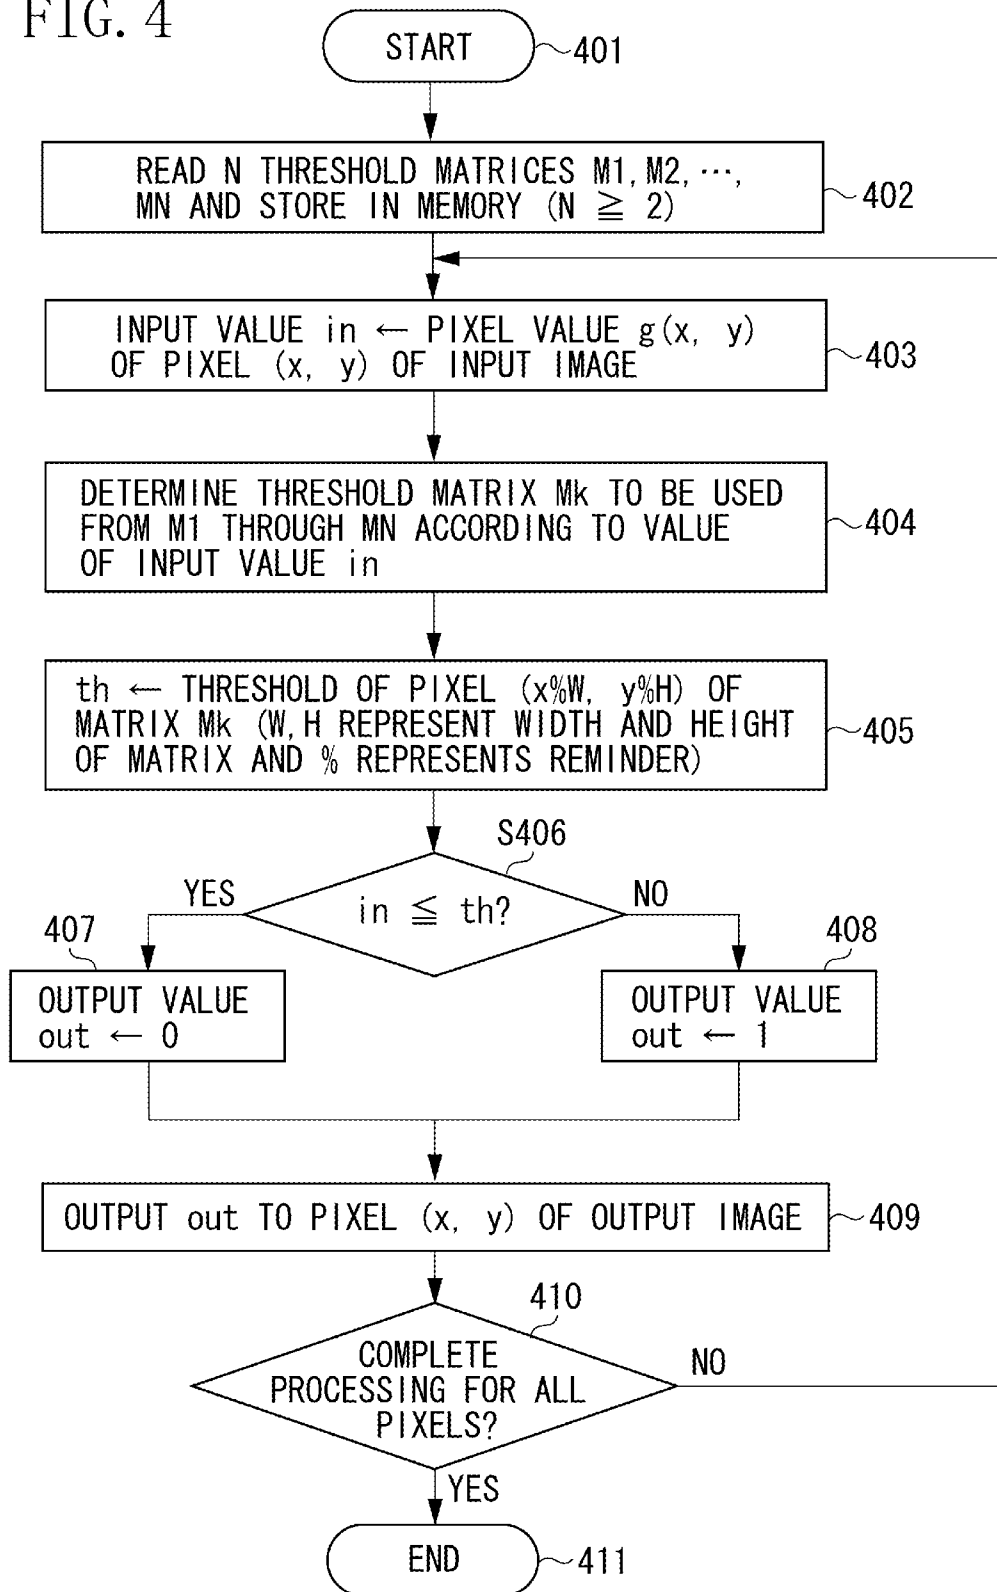 FIG. 4
START
401
READ N THRESHOLD MATRICES M1, M2, ···,
MN AND STORE IN MEMORY (N ≧ 2)
402
INPUT VALUE in ← PIXEL VALUE g(x, y)
OF PIXEL (x, y) OF INPUT IMAGE
403
DETERMINE THRESHOLD MATRIX Mk TO BE USED
FROM M1 THROUGH MN ACCORDING TO VALUE
OF INPUT VALUE in
404
th ← THRESHOLD OF PIXEL (x%W, y%H) OF
MATRIX Mk (W, H REPRESENT WIDTH AND HEIGHT
OF MATRIX AND % REPRESENTS REMINDER)
405
S406
in ≦ th?
YES
NO
407
OUTPUT VALUE
out ← 0
408
OUTPUT VALUE
out ← 1
OUTPUT out TO PIXEL (x, y) OF OUTPUT IMAGE
409
410
COMPLETE
PROCESSING FOR ALL
PIXELS?
NO
YES
END
411